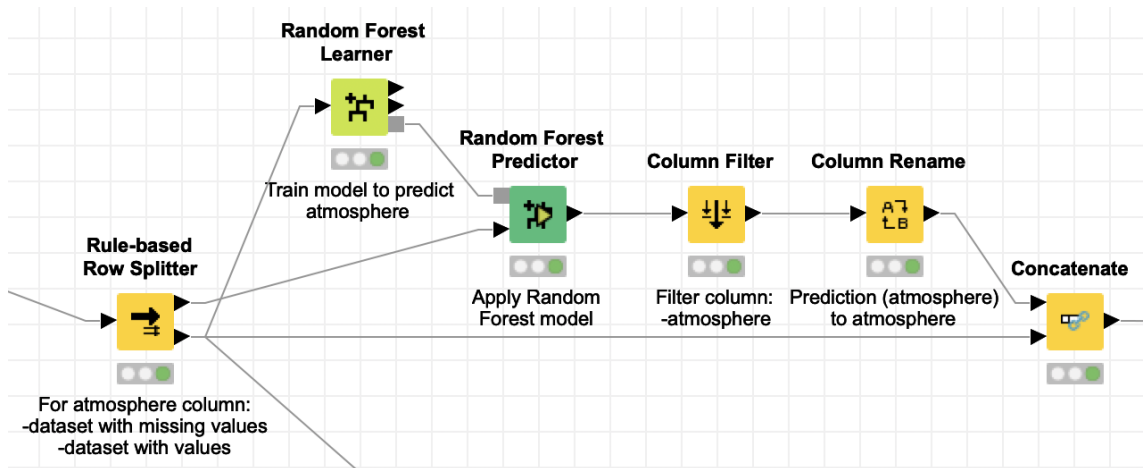 Random Forest
Learner
Train model to predict
atmosphere
Random Forest
Predictor
Apply Random
Forest model
Column Filter
Filter column:
-atmosphere
Column Rename
A
B
Prediction (atmosphere)
to atmosphere
Rule-based
Row Splitter
For atmosphere column:
-dataset with missing values
-dataset with values
Concatenate